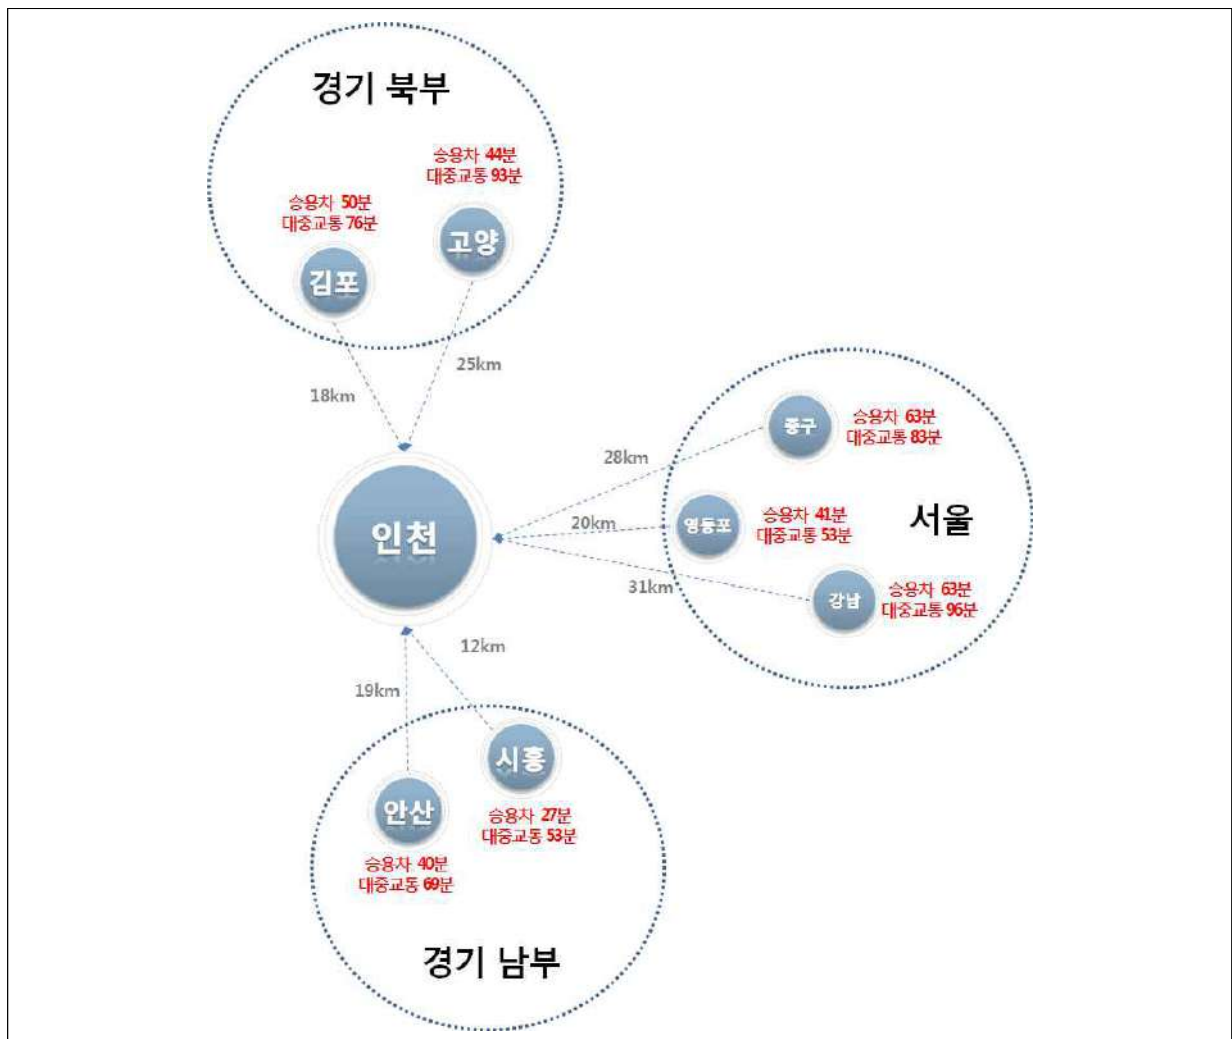 경기 북부
승용차 44분
대중교통 93분
승용차 50분
대중교통 76분
고양
김포
25km
18km
중구
승용차 63분
대중교통 83분
28km
인천
20km
영등포
승용차 41분
대중교통 53분
서울
31km
강남
승용차 63분
대중교통 96분
12km
19km
시흥
안산
승용차 27분
대중교통 53분
승용차 40분
대중교통 69분
경기 남부